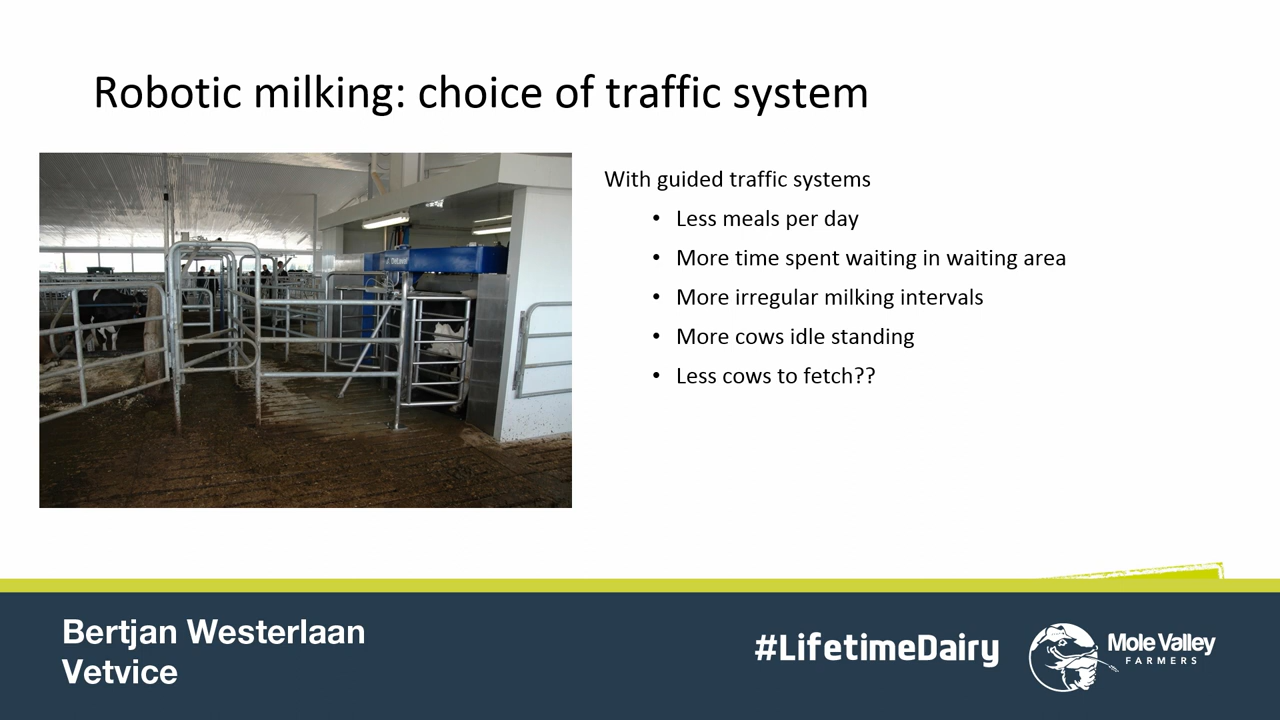 Robotic milking: choice of traffic system
With guided traffic systems
• Less meals per day
• More time spent waiting in waiting area
• More irregular milking intervals
• More cows idle standing
• Less cows to fetch??
Bertjan Westerlaan
Vetvice
#LifetimeDairy
Mole Valley
FARMERS